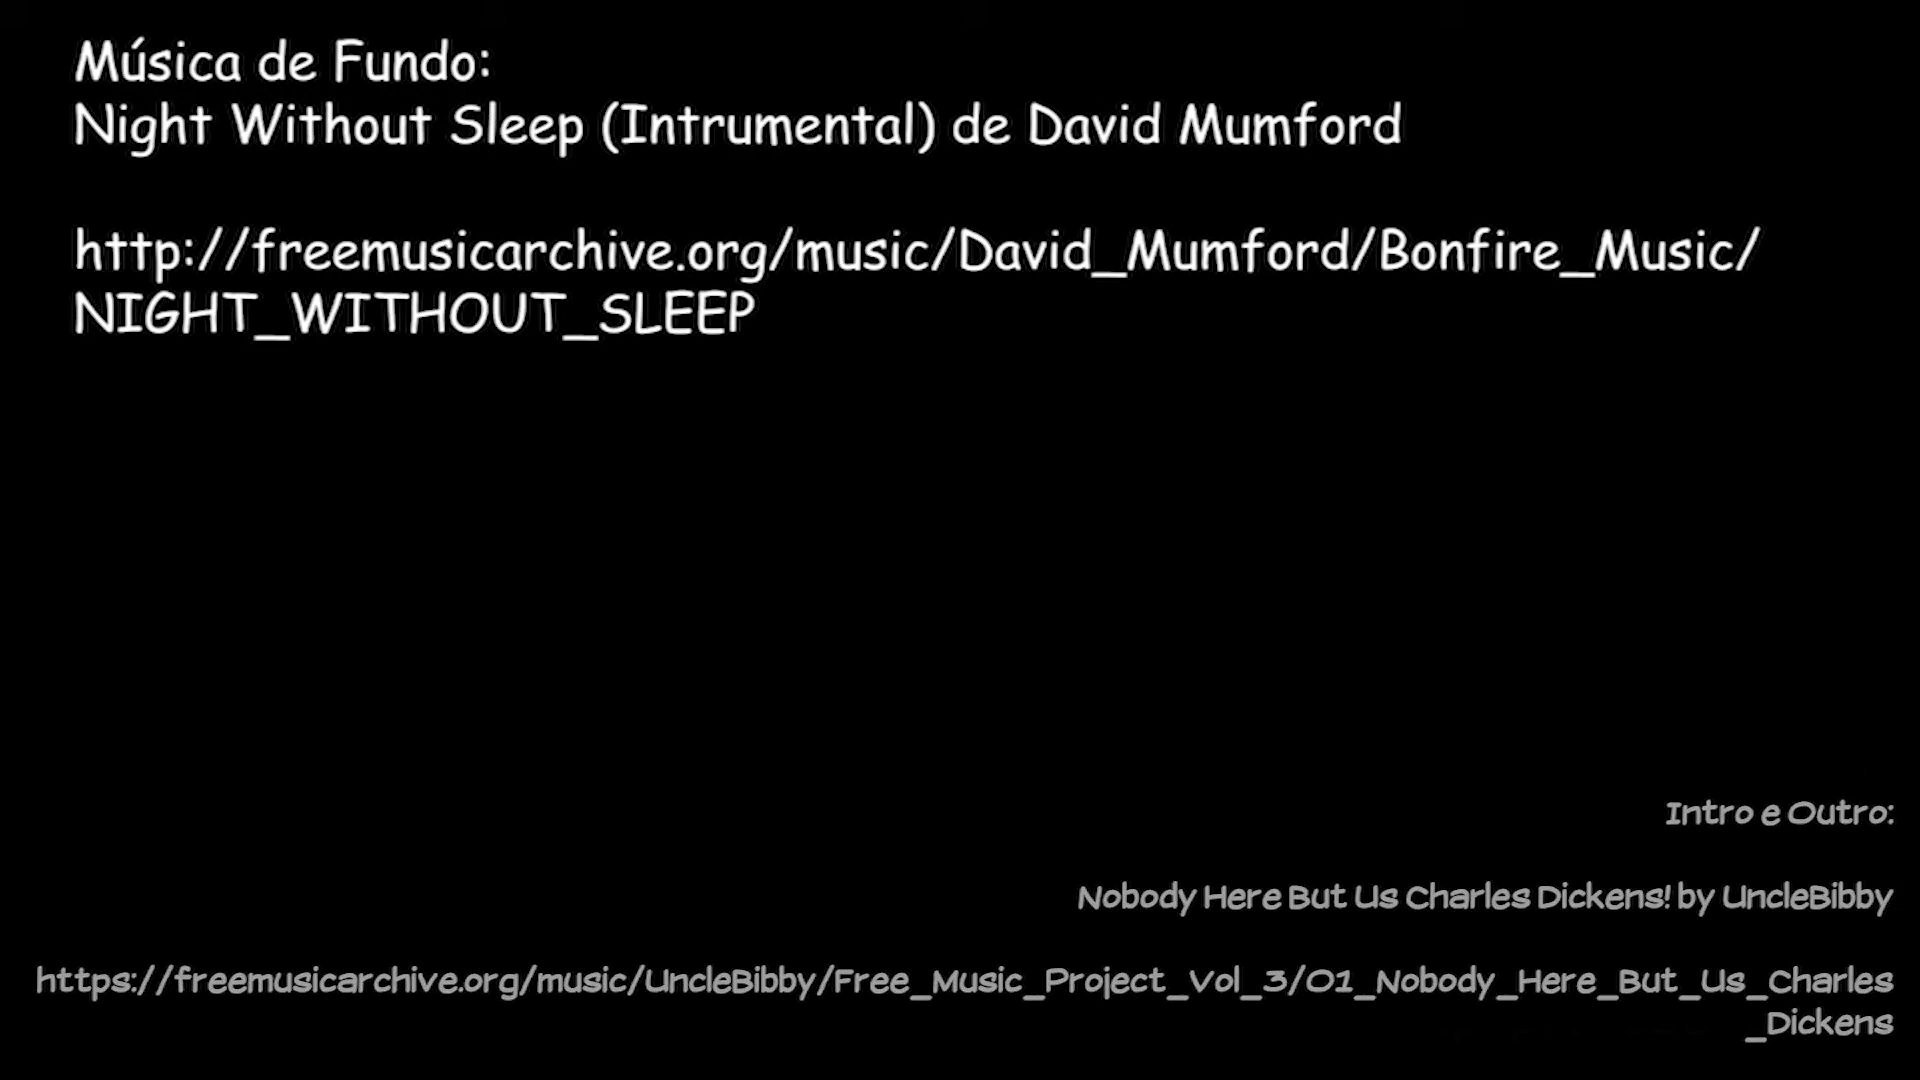 Música de Fundo:
Night Without Sleep (Intrumental) de David Mumford
http://freemusicarchive.org/music/David_Mumford/Bonfire_Music/
NIGHT_WITHOUT_SLEEP
Intro e Outro:
Nobody Here But Us Charles Dickens! by UncleBibby
https://freemusicarchive.org/music/UncleBibby/Free_Music_Project_Vol_3/01_Nobody_Here_But_Us_Charles
_Dickens